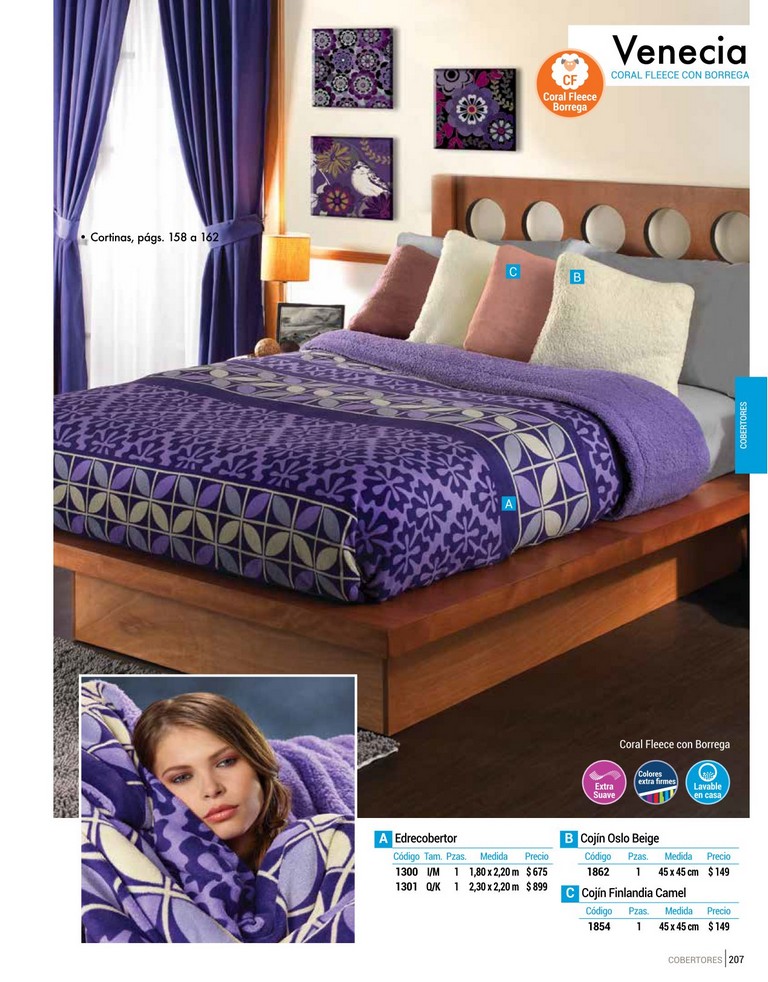 Venecia
CORAL FLEECE CON BORREGA
CF
Coral Fleece
Borrega
• Cortinas, págs. 158 a 162
C
B
A
COBERTORES
Coral Fleece con Borrega
Extra
Suave
Colores
extra firmes
Lavable
en casa
A Edrecobertor
Código Tam. Pzas. Medida Precio
1300 I/M 1 1,80 x 2,20 m $ 675
1301 Q/K 1 2,30 x 2,20 m $ 899
B Cojín Oslo Beige
Código Pzas. Medida Precio
1862 1 45 x 45 cm $ 149
C Cojín Finlandia Camel
Código Pzas. Medida Precio
1854 1 45 x 45 cm $ 149
COBERTORES 207